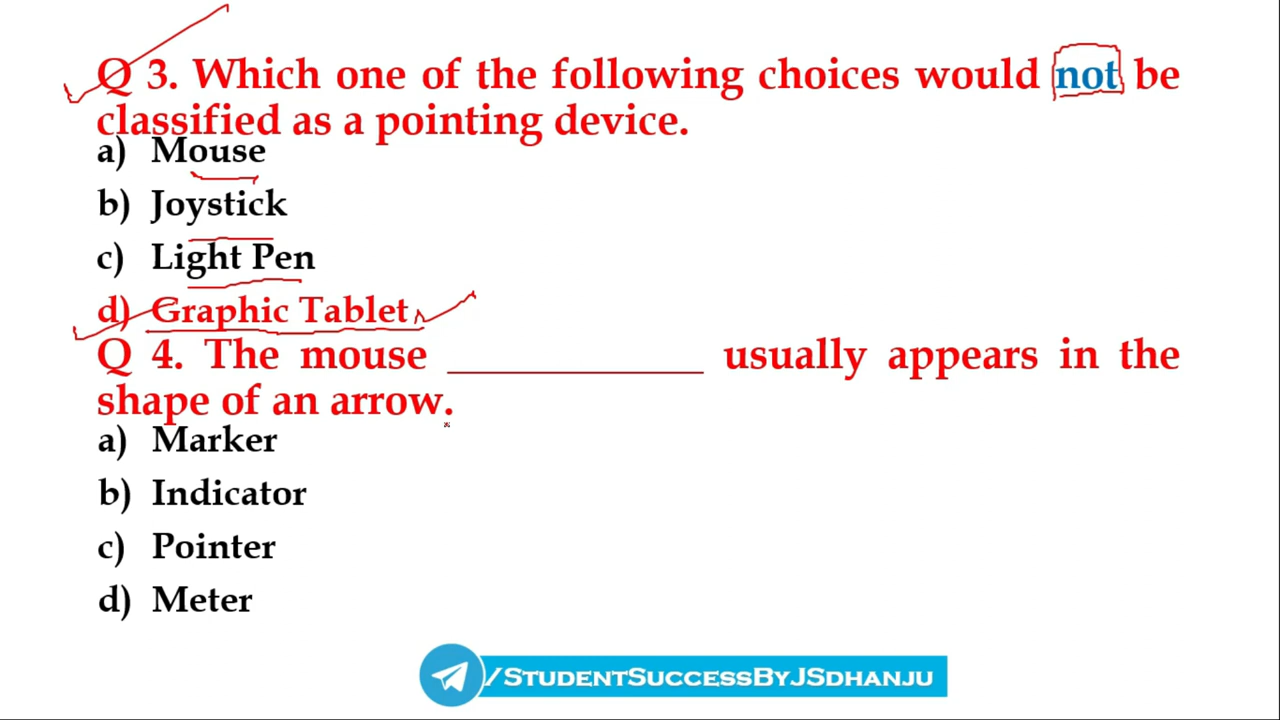 Q 3. Which one of the following choices would not be
classified as a pointing device.
a) Mouse
b) Joystick
c) Light Pen
d) Graphic Tablet
Q 4. The mouse ____________ usually appears in the
shape of an arrow.
a) Marker
b) Indicator
c) Pointer
d) Meter
/StudentSuccessByJSdhanju